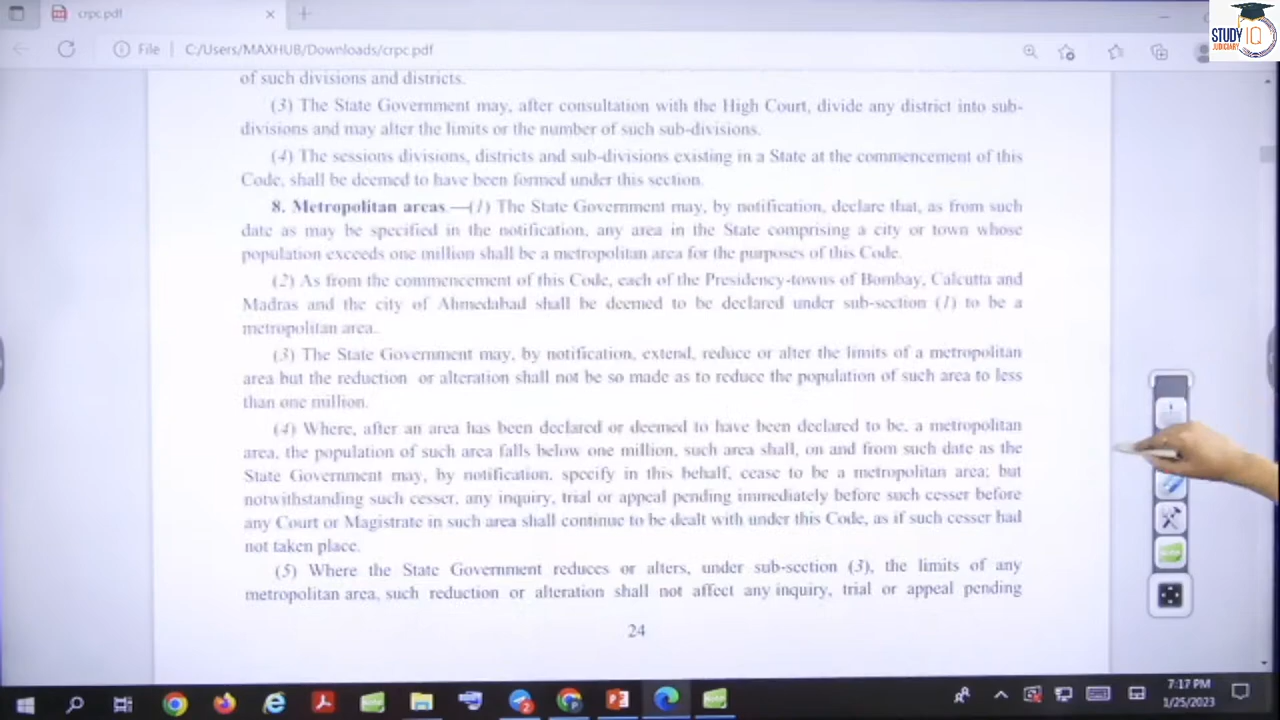 crpc.pdf
STUDY IQ
JUDICIARY
File
C:/Users/MAXHUB/Downloads/crpc.pdf
of such divisions and districts.
(3) The State Government may, after consultation with the High Court, divide any district into sub-
divisions and may alter the limits or the number of such sub-divisions.
(4) The sessions divisions, districts and sub-divisions existing in a State at the commencement of this
Code, shall be deemed to have been formed under this section.
8. Metropolitan areas.—(1) The State Government may, by notification, declare that, as from such
date as may be specified in the notification, any area in the State comprising a city or town whose
population exceeds one million shall be a metropolitan area for the purposes of this Code.
(2) As from the commencement of this Code, each of the Presidency-towns of Bombay, Calcutta and
Madras and the city of Ahmedabad shall be deemed to be declared under sub-section (1) to be a
metropolitan area.
(3) The State Government may, by notification, extend, reduce or alter the limits of a metropolitan
area but the reduction or alteration shall not be so made as to reduce the population of such area to less
than one million.
(4) Where, after an area has been declared or deemed to have been declared to be, a metropolitan
area, the population of such area falls below one million, such area shall, on and from such date as the
State Government may, by notification, specify in this behalf, cease to be a metropolitan area; but
notwithstanding such cesser, any inquiry, trial or appeal pending immediately before such cesser before
any Court or Magistrate in such area shall continue to be dealt with under this Code, as if such cesser had
not taken place.
(5) Where the State Government reduces or alters, under sub-section (3), the limits of any
metropolitan area, such reduction or alteration shall not affect any inquiry, trial or appeal pending
24
7:17 PM
1/25/2023